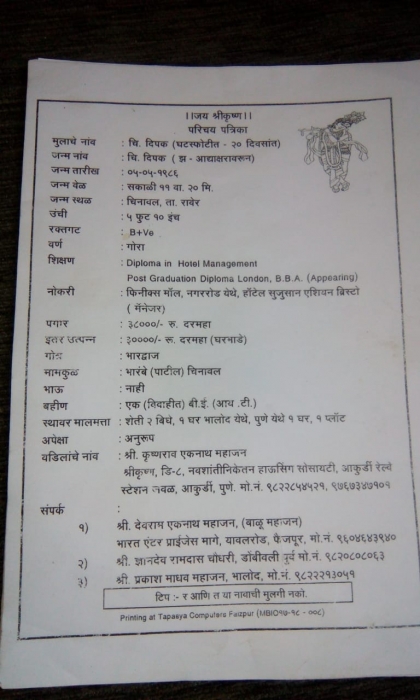 ।।जय श्रीकृष्ण।।
परिचय पत्रिका
मुलाचे नांव : चि. दिपक (घटस्फोटीत - २० दिवसांत)
जन्म नांव : चि. दिपक (झ - आद्याक्षरावरून)
जन्म तारीख : ०५-०५-१९८६
जन्म वेळ : सकाळी ११ वा. २० मि.
जन्म स्थळ : चिनावल, ता. रावेर
उंची : ५ फुट १० इंच
रक्तगट : B+Ve
वर्ण : गोरा
शिक्षण : Diploma in Hotel Management
Post Graduation Diploma London, B.B.A. (Appearing)
नोकरी : फिनीक्स मॉल, नगररोड येथे, हॉटेल सुजुसान एशियन ब्रिस्टो
( मॅनेजर)
पगार : ३८०००/- रु. दरमहा
इतर उत्पन्न : ३००००/- रू. दरमहा (घरभाडे)
गोत्र : भारद्वाज
मामकुळ : भारंबे (पाटील) चिनावल
भाऊ : नाही
बहीण : एक (विवाहीत) बी.ई. (आय .टी.)
स्थावर मालमत्ता : शेती २ बिघे, १ घर भालोद येथे, पुणे येथे १ घर, १ प्लॉट
अपेक्षा : अनुरूप
वडिलांचे नांव : श्री. कृष्णराव एकनाथ महाजन
श्रीकृष्ण, डि-८, नवशांतीनिकेतन हाऊसिंग सोसायटी, आकुर्डी रेल्वे
स्टेशन जवळ, आकुर्डी, पुणे. मो.नं. ९८२२८५४५२१, ९७६७३४७१०१
संपर्क :
१) श्री. देवराम एकनाथ महाजन, (बाळू महाजन)
भारत एंटर प्राईजेस मागे, यावलरोड, फैजपूर, मो.नं. ९६०४६४३९४०
२) श्री. ज्ञानदेव रामदास चौधरी, डोंबीवली पूर्व मो.नं. ९८२०८०८०६३
३) श्री. प्रकाश माधव महाजन, भालोद, मो.नं. ९८२२२१३०५१
टिप :- र आणि त या नावाची मुलगी नको.
Printing at Tapasya Computers Faizpur (MBIO१७-१८ - ००८)